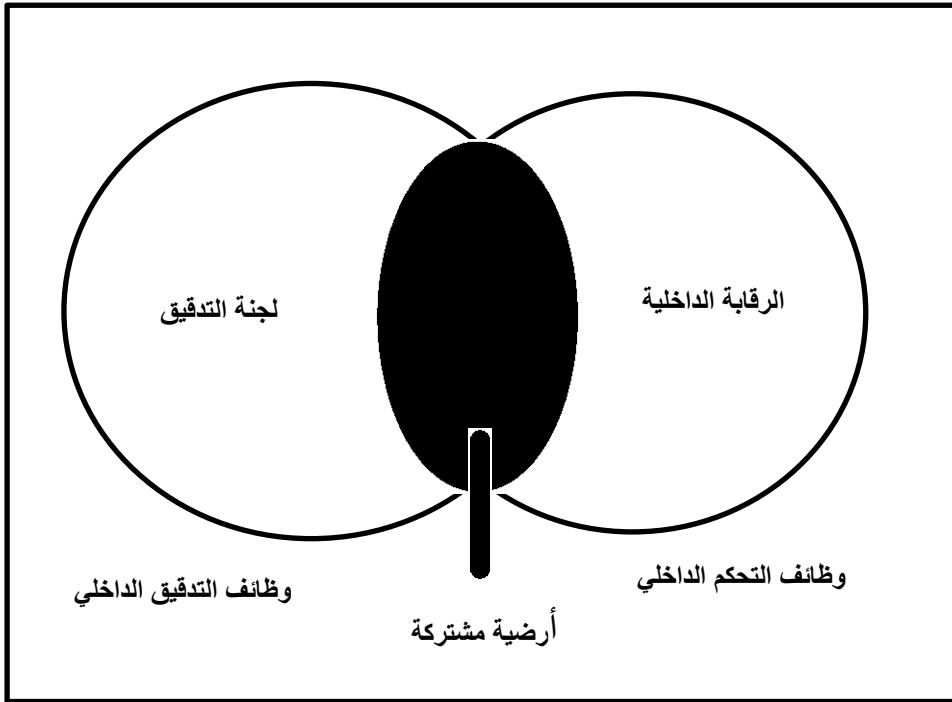 الرقابة الداخلية
لجنة التدقيق
وظائف التحكم الداخلي
وظائف التدقيق الداخلي
أرضية مشتركة